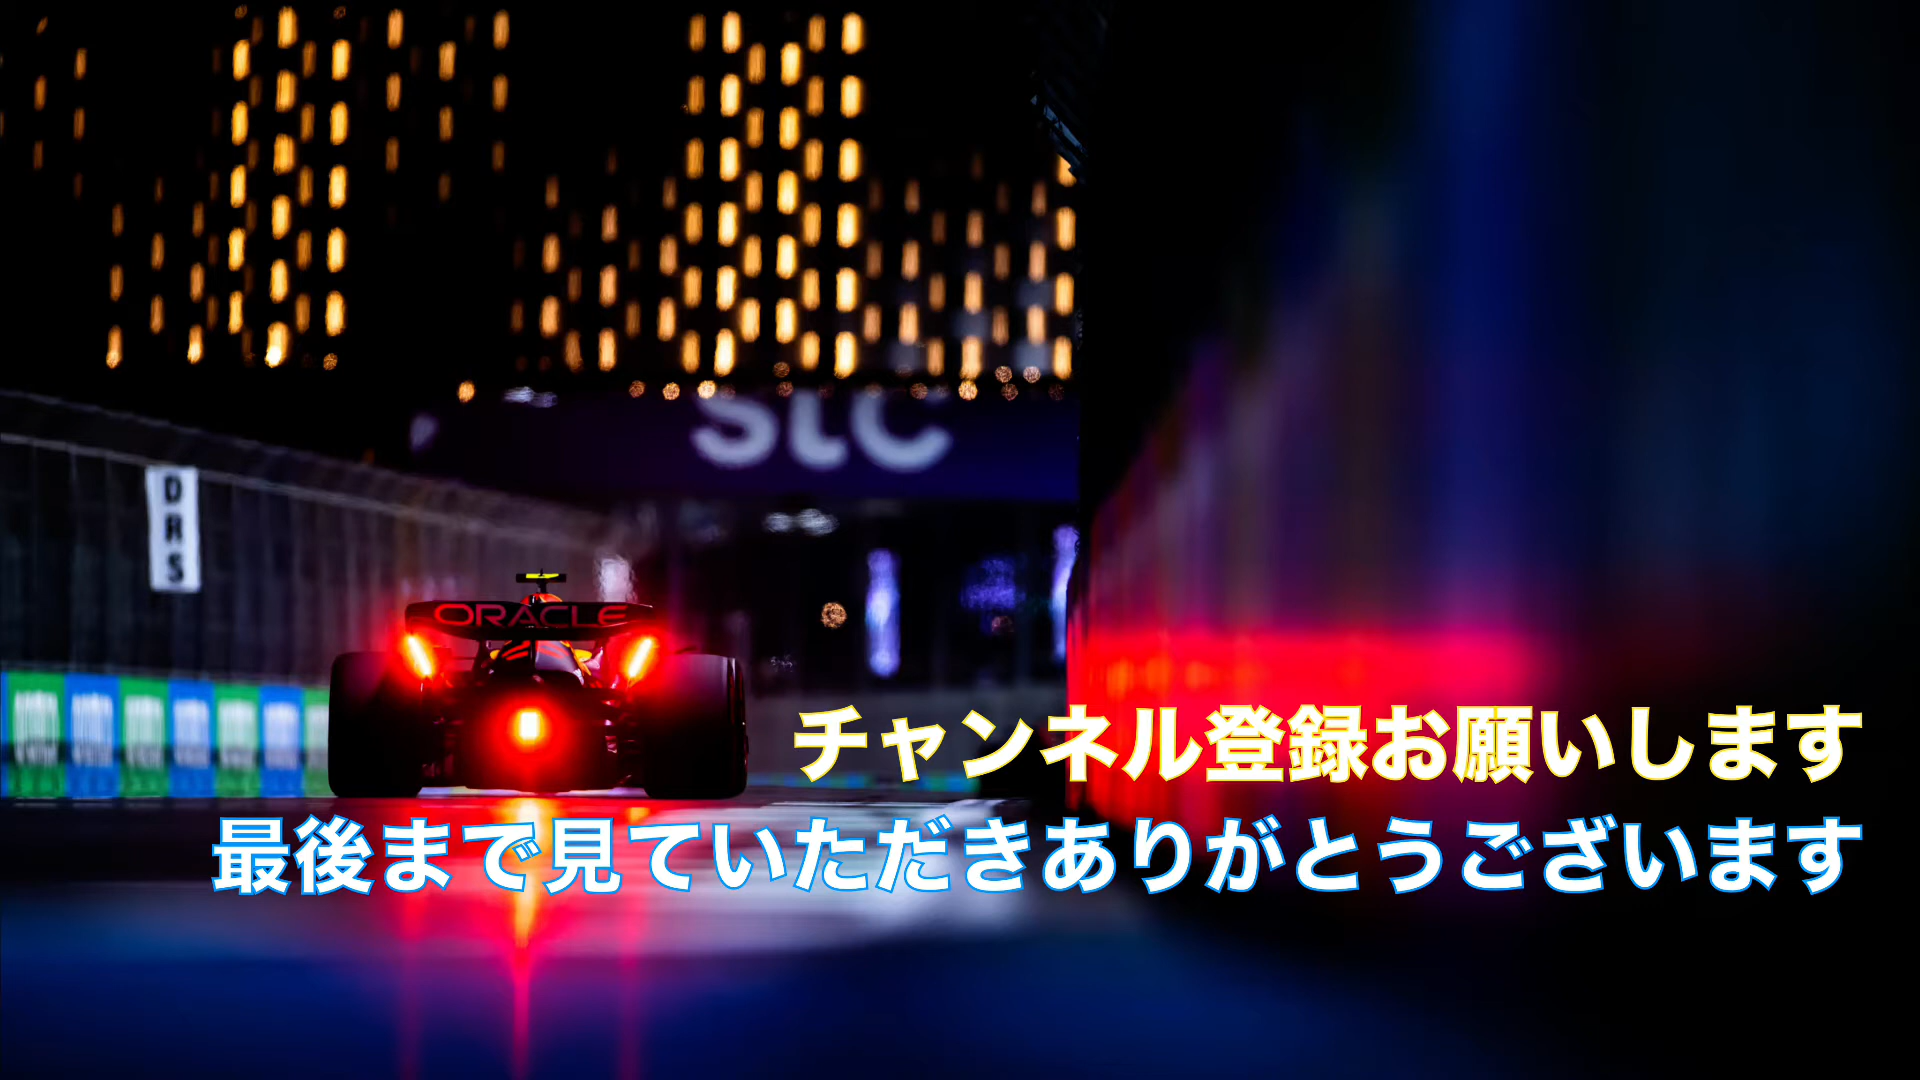 stc
DRS
ORACLE
チャンネル登録お願いします
最後まで見ていただきありがとうございます